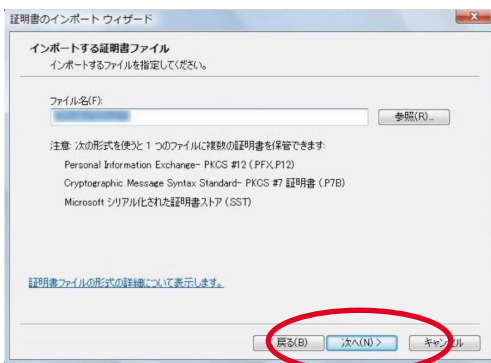 証明書のインポート ウィザード
インポートする証明書ファイル
インポートするファイルを指定してください。
ファイル名(F):
参照(R)...
注意: 次の形式を使うと 1 つのファイルに複数の証明書を保管できます:
Personal Information Exchange- PKCS #12 (.PFX,.P12)
Cryptographic Message Syntax Standard- PKCS #7 証明書 (.P7B)
Microsoft シリアル化された証明書ストア (.SST)
証明書ファイルの形式の詳細について表示します。
< 戻る(B) 次へ(N) > キャンセル